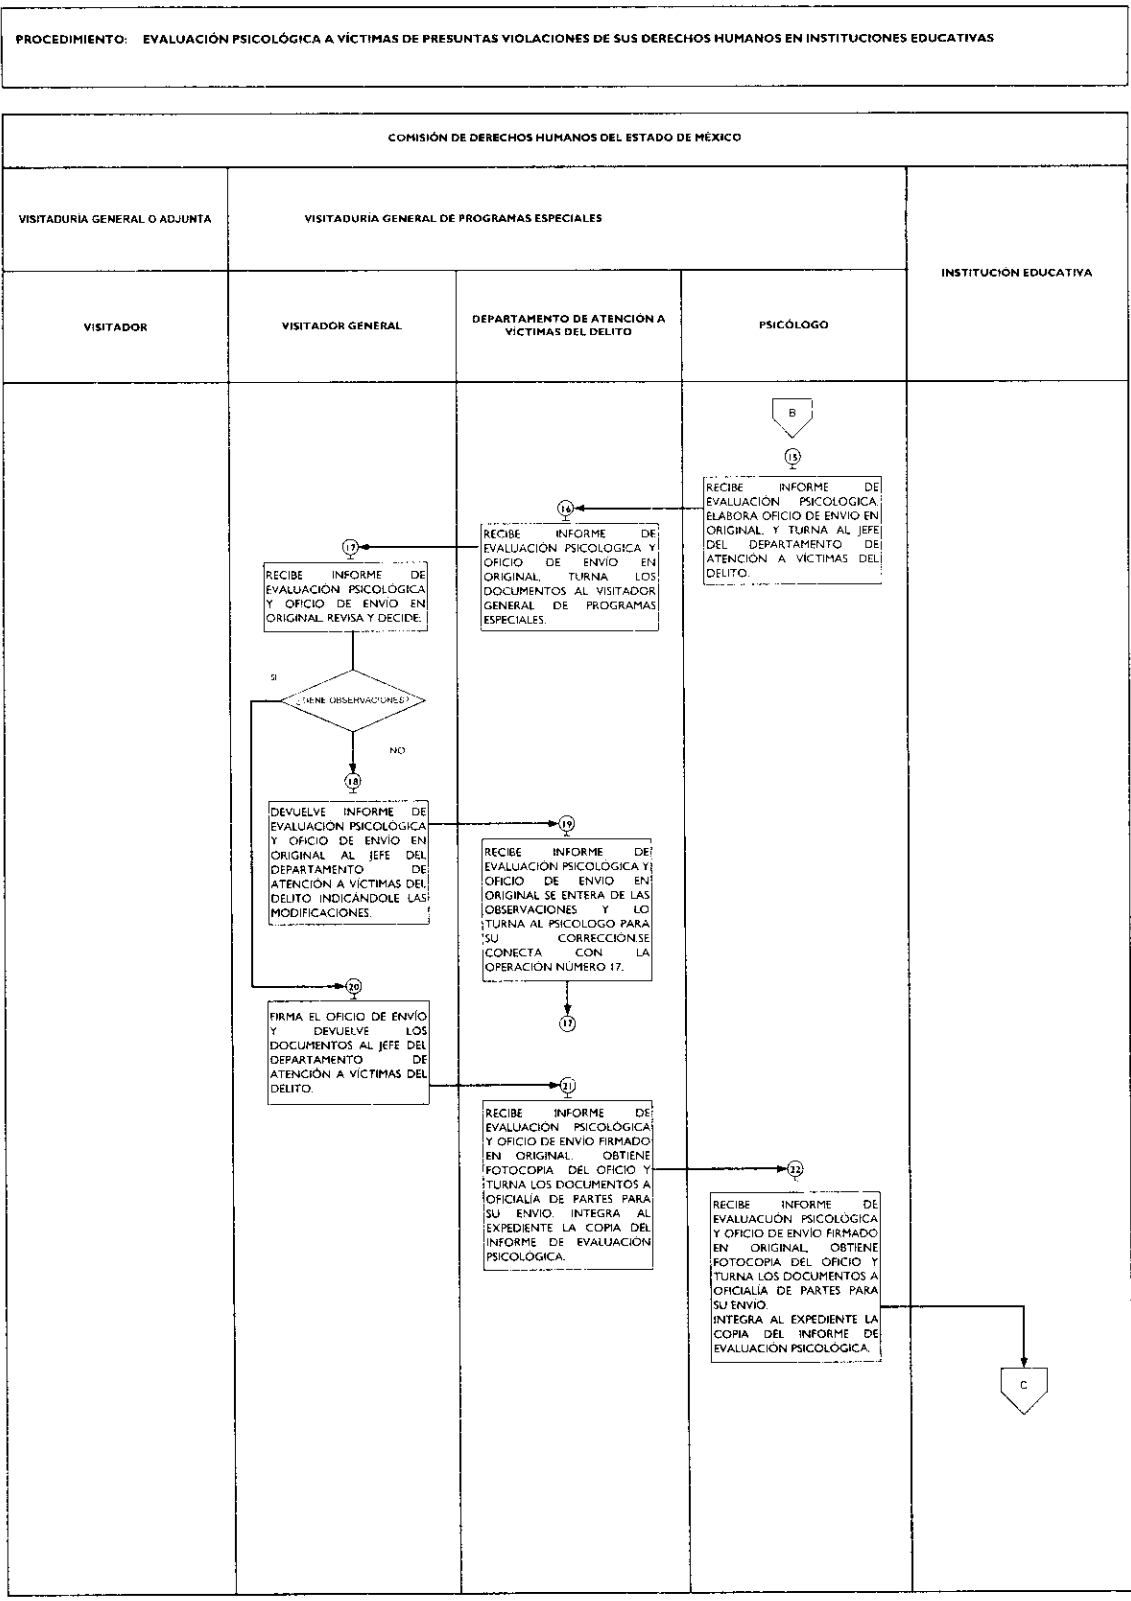 PROCEDIMIENTO: EVALUACIÓN PSICOLÓGICA A VÍCTIMAS DE PRESUNTAS VIOLACIONES DE SUS DERECHOS HUMANOS EN INSTITUCIONES EDUCATIVAS
COMISIÓN DE DERECHOS HUMANOS DEL ESTADO DE MÉXICO
VISITADURÍA GENERAL O ADJUNTA
VISITADURÍA GENERAL DE PROGRAMAS ESPECIALES
INSTITUCIÓN EDUCATIVA
VISITADOR
VISITADOR GENERAL
DEPARTAMENTO DE ATENCIÓN A
VÍCTIMAS DEL DELITO
PSICÓLOGO
B
15
RECIBE INFORME DE
EVALUACIÓN PSICOLOGICA,
ELABORA OFICIO DE ENVIO EN
ORIGINAL, Y TURNA AL JEFE
DEL DEPARTAMENTO DE
ATENCIÓN A VÍCTIMAS DEL
DELITO.
16
RECIBE INFORME DE
EVALUACIÓN PSICOLOGICA Y
OFICIO DE ENVÍO EN
ORIGINAL, TURNA LOS
DOCUMENTOS AL VISITADOR
GENERAL DE PROGRAMAS
ESPECIALES.
17
RECIBE INFORME DE
EVALUACIÓN PSICOLÓGICA
Y OFICIO DE ENVÍO EN
ORIGINAL. REVISA Y DECIDE:
SI
¿TIENE OBSERVACIONES?
NO
18
DEVUELVE INFORME DE
EVALUACIÓN PSICOLÓGICA
Y OFICIO DE ENVÍO EN
ORIGINAL AL JEFE DEL
DEPARTAMENTO DE
ATENCIÓN A VÍCTIMAS DEL
DELITO INDICÁNDOLE LAS
MODIFICACIONES.
19
RECIBE INFORME DE
EVALUACIÓN PSICOLÓGICA Y
OFICIO DE ENVIO EN
ORIGINAL SE ENTERA DE LAS
OBSERVACIONES Y LO
TURNA AL PSICOLOGO PARA
SU CORRECCIÓN.SE
CONECTA CON LA
OPERACIÓN NÚMERO 17.
17
20
FIRMA EL OFICIO DE ENVÍO
Y DEVUELVE LOS
DOCUMENTOS AL JEFE DEL
DEPARTAMENTO DE
ATENCIÓN A VÍCTIMAS DEL
DELITO.
21
RECIBE INFORME DE
EVALUACIÓN PSICOLÓGICA
Y OFICIO DE ENVÍO FIRMADO
EN ORIGINAL. OBTIENE
FOTOCOPIA DEL OFICIO Y
TURNA LOS DOCUMENTOS A
OFICIALÍA DE PARTES PARA
SU ENVIO. INTEGRA AL
EXPEDIENTE LA COPIA DEL
INFORME DE EVALUACIÓN
PSICOLÓGICA.
22
RECIBE INFORME DE
EVALUACUÓN PSICOLÓGICA
Y OFICIO DE ENVÍO FIRMADO
EN ORIGINAL, OBTIENE
FOTOCOPIA DEL OFICIO Y
TURNA LOS DOCUMENTOS A
OFICIALÍA DE PARTES PARA
SU ENVÍO.
INTEGRA AL EXPEDIENTE LA
COPIA DEL INFORME DE
EVALUACIÓN PSICOLÓGICA.
C